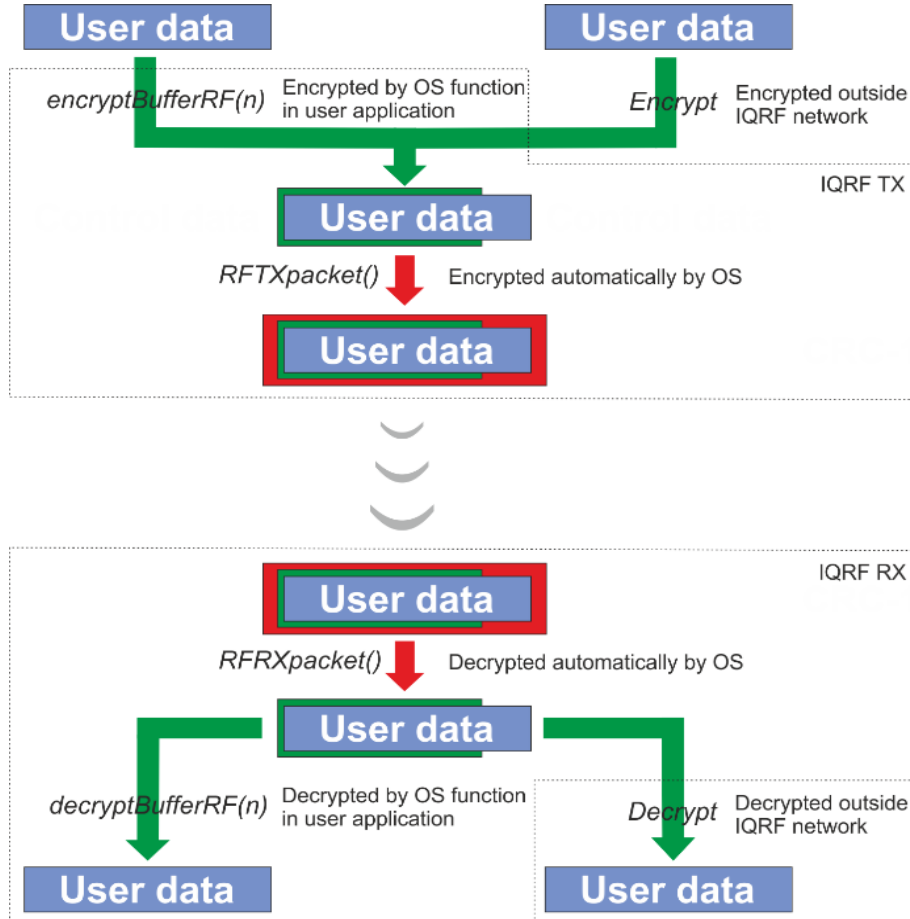 User data
User data
encryptBufferRF(n)
Encrypted by OS function
in user application
Encrypt
Encrypted outside
IQRF network
IQRF TX
User data
RFTXpacket()
Encrypted automatically by OS
User data
IQRF RX
User data
RFRXpacket()
Decrypted automatically by OS
User data
decryptBufferRF(n)
Decrypted by OS function
in user application
Decrypt
Decrypted outside
IQRF network
User data
User data